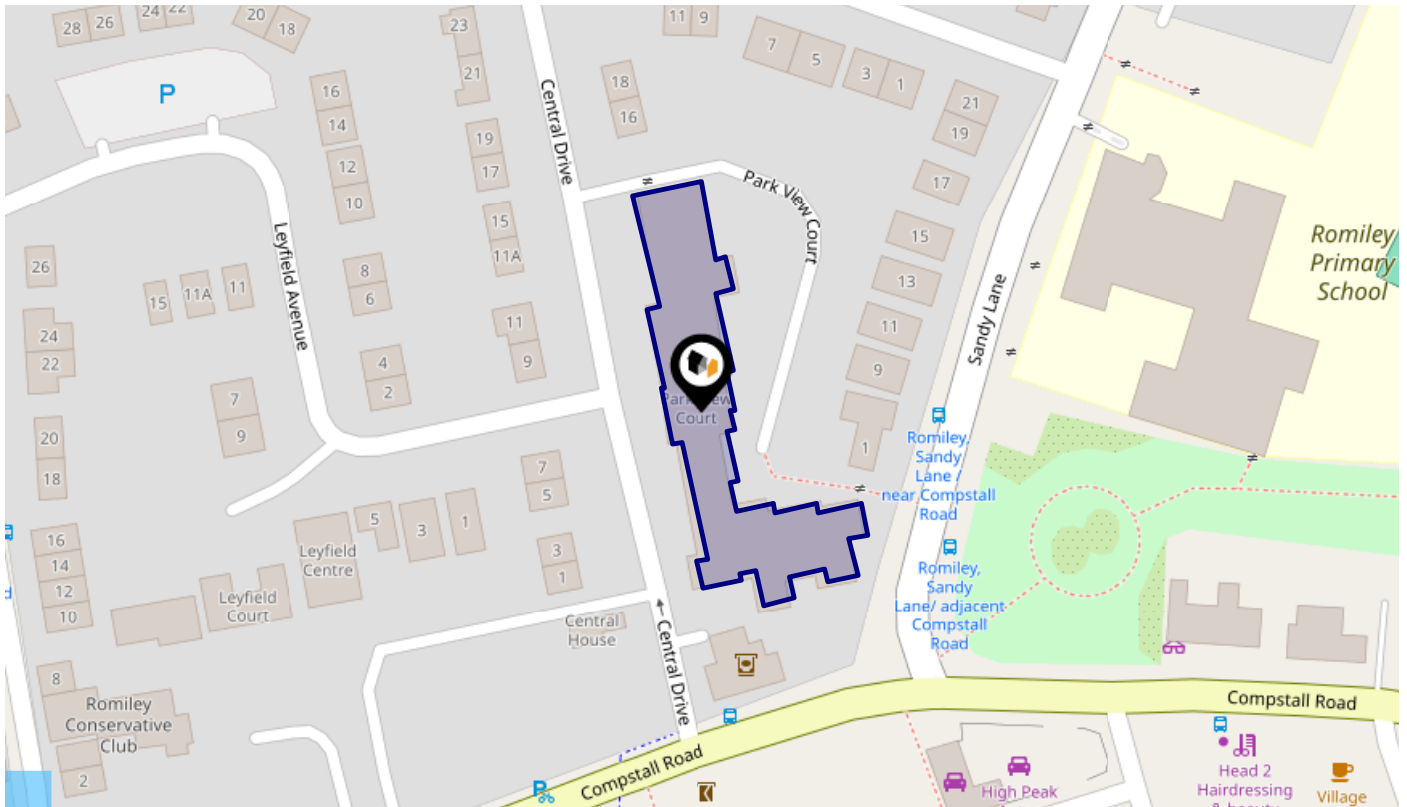 28
26
24
22
20
18
23
21
11
9
7
5
3
1
18
16
21
19
P
16
14
Central Drive
19
17
12
10
17
Park View Court
15
11A
15
Romiley
Primary
School
26
Leyfield Avenue
8
6
13
15
11A
11
Sandy Lane
24
22
11
9
11
4
2
9
7
9
Park View
Court
1
20
18
Romiley,
Sandy
Lane /
near Compstall
Road
7
5
16
14
12
10
5
3
1
Leyfield
Centre
3
1
Leyfield
Court
Romiley,
Sandy
Lane/ adjacent
Compstall
Road
d
Central
House
Central Drive
8
Romiley
Conservative
Club
2
Compstall Road
Compstall Road
P
High Peak
Head 2
Hairdressing
& beauty
Village